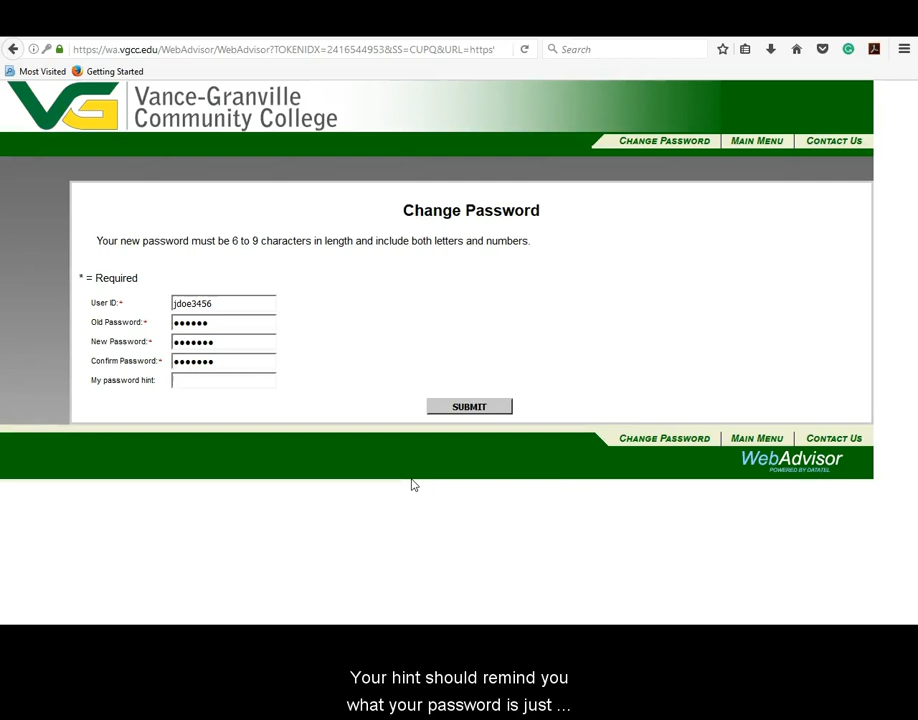 https://wa.vgcc.edu/WebAdvisor/WebAdvisor?TOKENIDX=2416544953&SS=CUPQ&URL=https'
Search
Most Visited
Getting Started
VG
Vance-Granville
Community College
CHANGE PASSWORD
MAIN MENU
CONTACT US
Change Password
Your new password must be 6 to 9 characters in length and include both letters and numbers.
* = Required
User ID:*
jdoe3456
Old Password:*
••••••
New Password:*
•••••••
Confirm Password:*
•••••••
My password hint:
SUBMIT
CHANGE PASSWORD
MAIN MENU
CONTACT US
WebAdvisor
POWERED BY DATATEL
Your hint should remind you
what your password is just ...